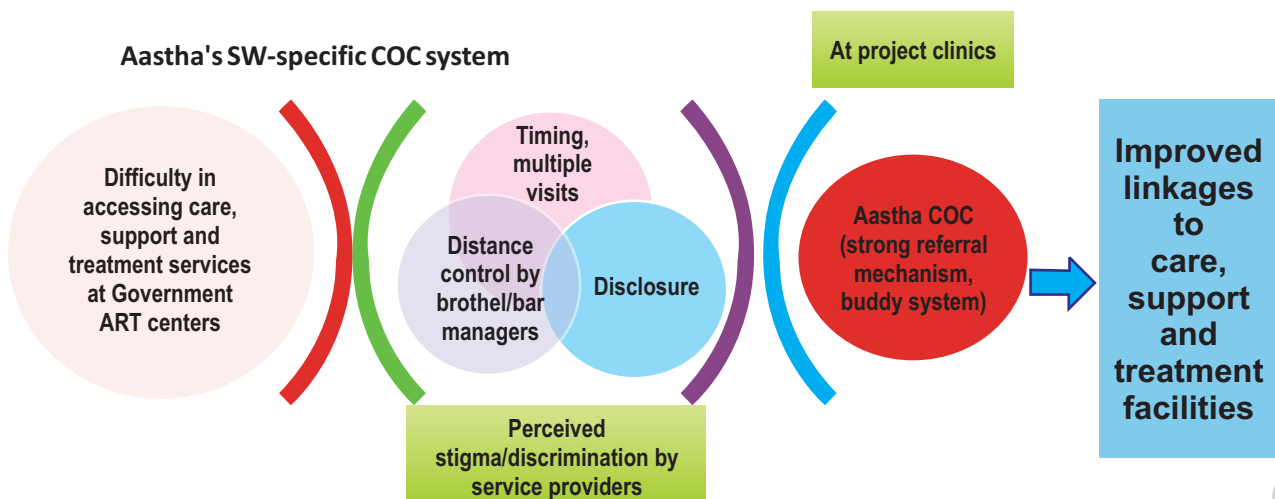 Aastha's SW-specific COC system
At project clinics
Difficulty in
accessing care,
support and
treatment services
at Government
ART centers
Timing,
multiple
visits
Distance
control by
brothel/bar
managers
Disclosure
Perceived
stigma/discrimination by
service providers
Aastha COC
(strong referral
mechanism,
buddy system)
Improved
linkages
to
care,
support
and
treatment
facilities